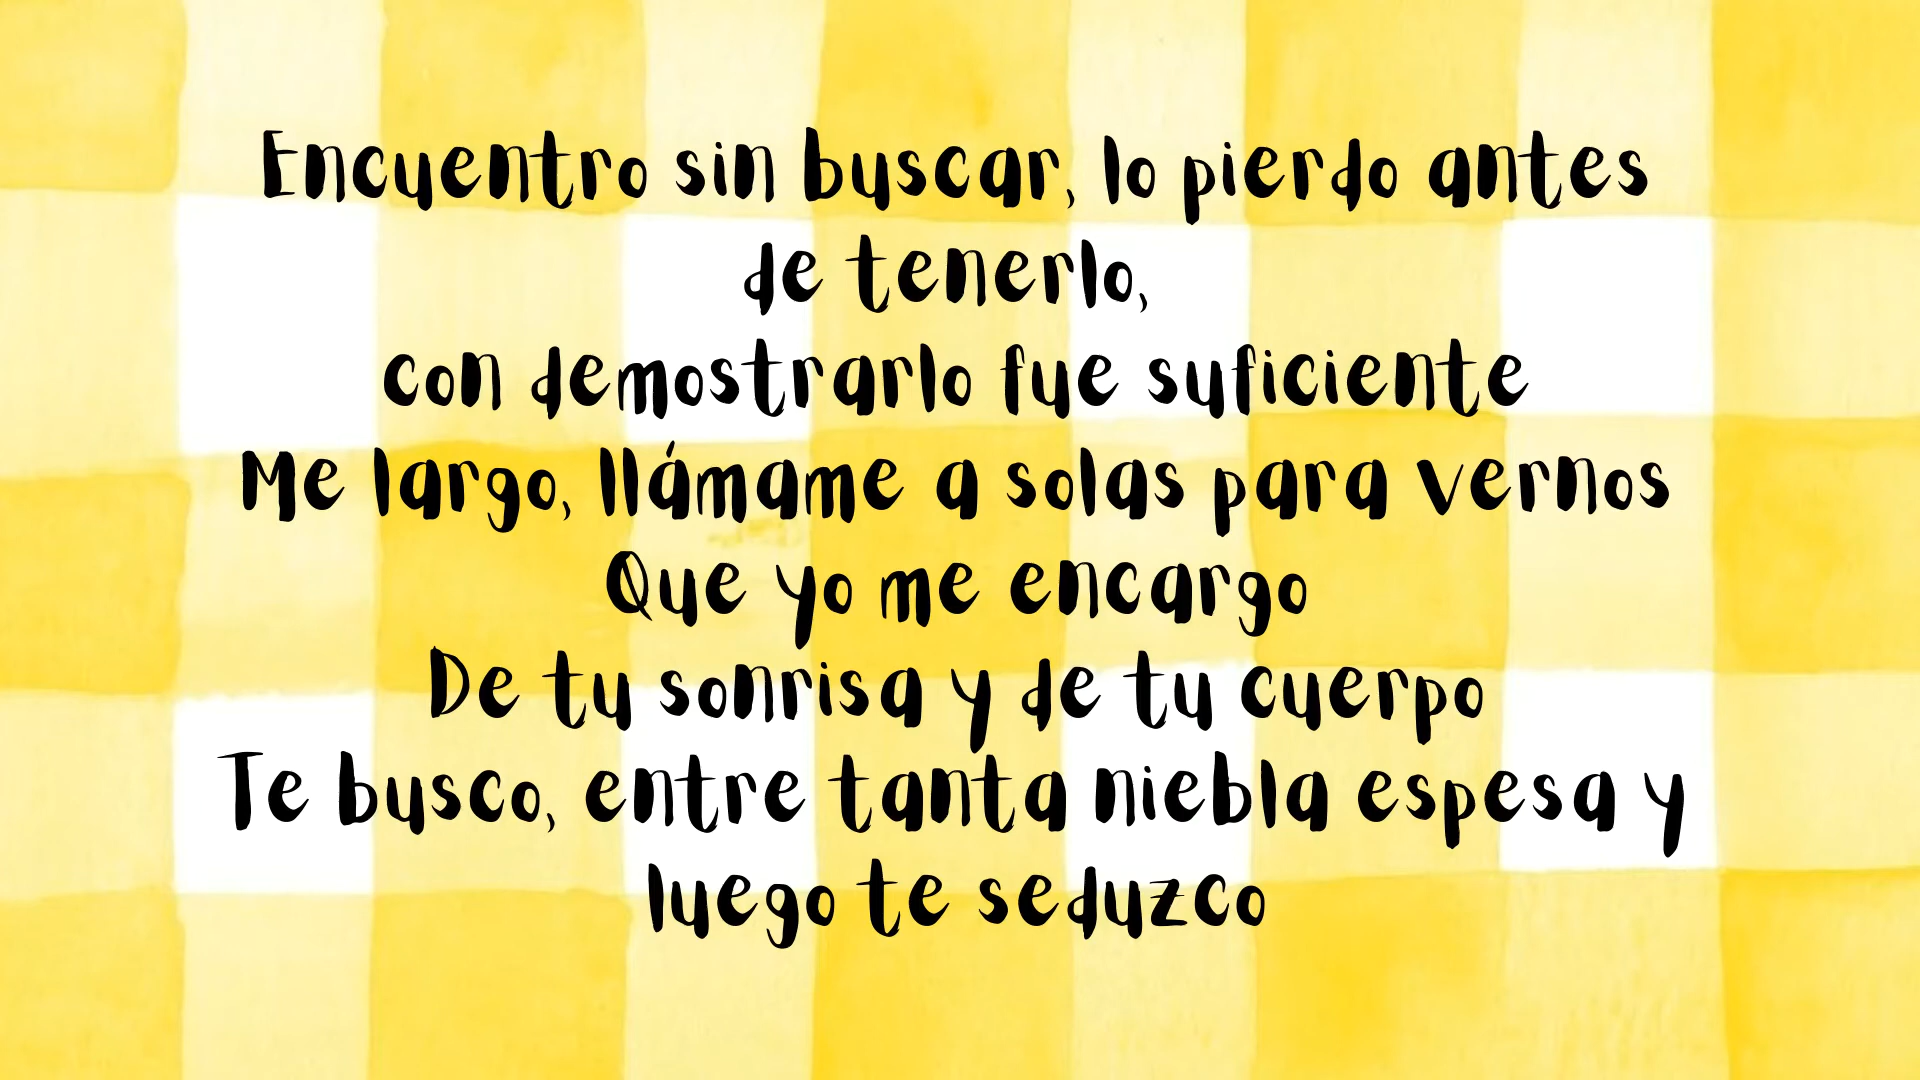 Encuentro sin buscar, lo pierdo antes
de tenerlo,
con demostrarlo fue suficiente
Me largo, llámame a solas para vernos
Que yo me encargo
De tu sonrisa y de tu cuerpo
Te busco, entre tanta niebla espesa y
luego te seduzco